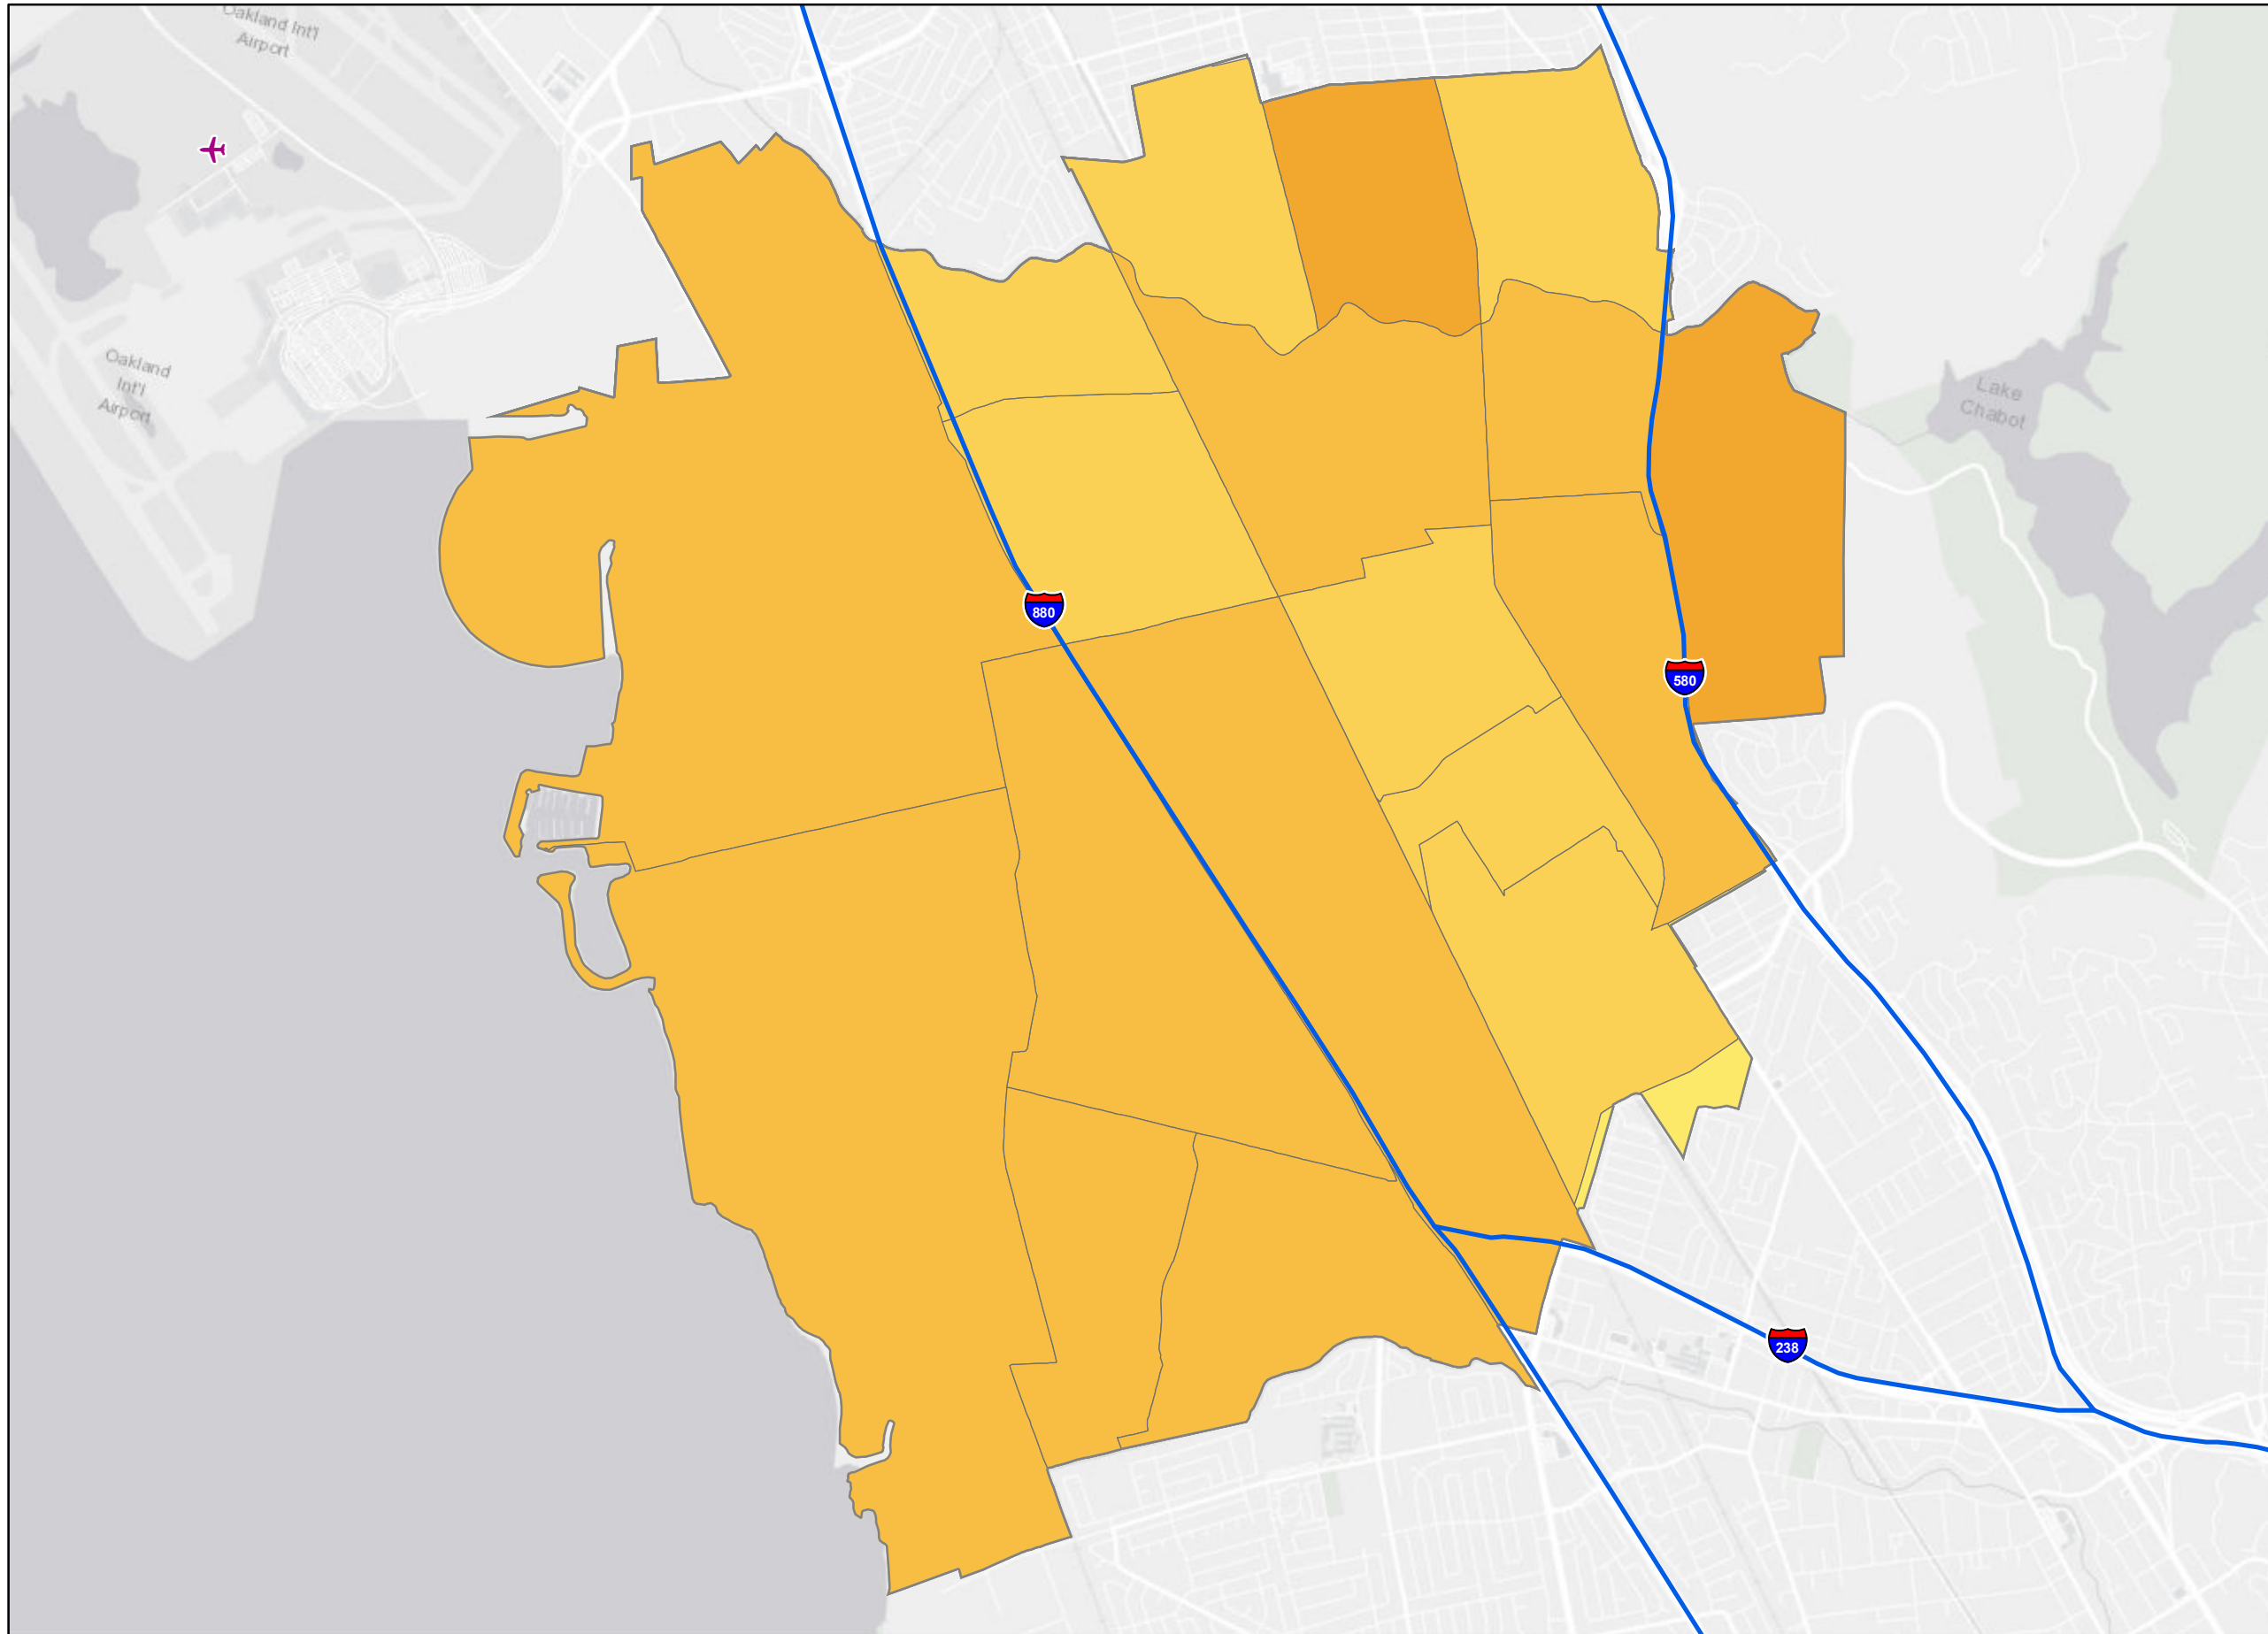 Oakland Int'l
Airport
Oakland
Int'l
Airport
Lake
Chabot
880
580
238